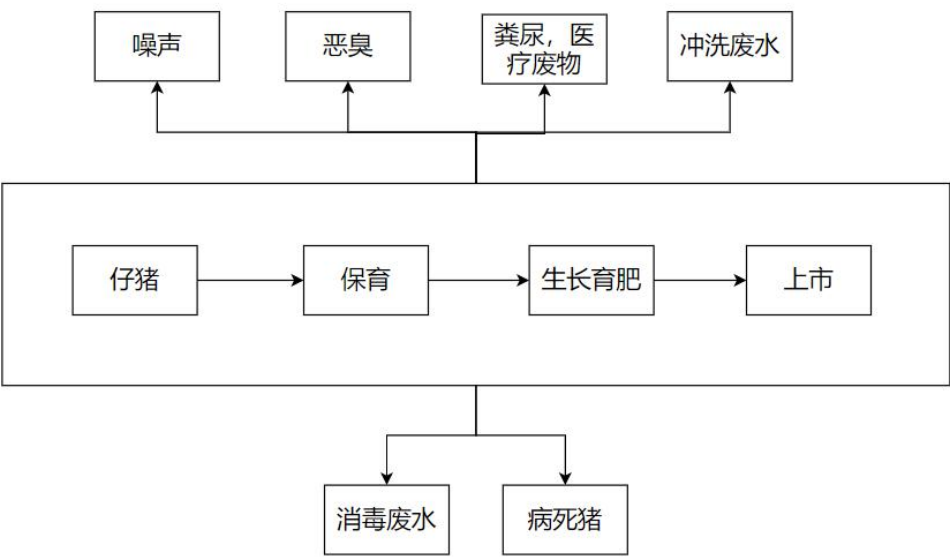 噪声
恶臭
粪尿，医
疗废物
冲洗废水
仔猪
保育
生长育肥
上市
消毒废水
病死猪